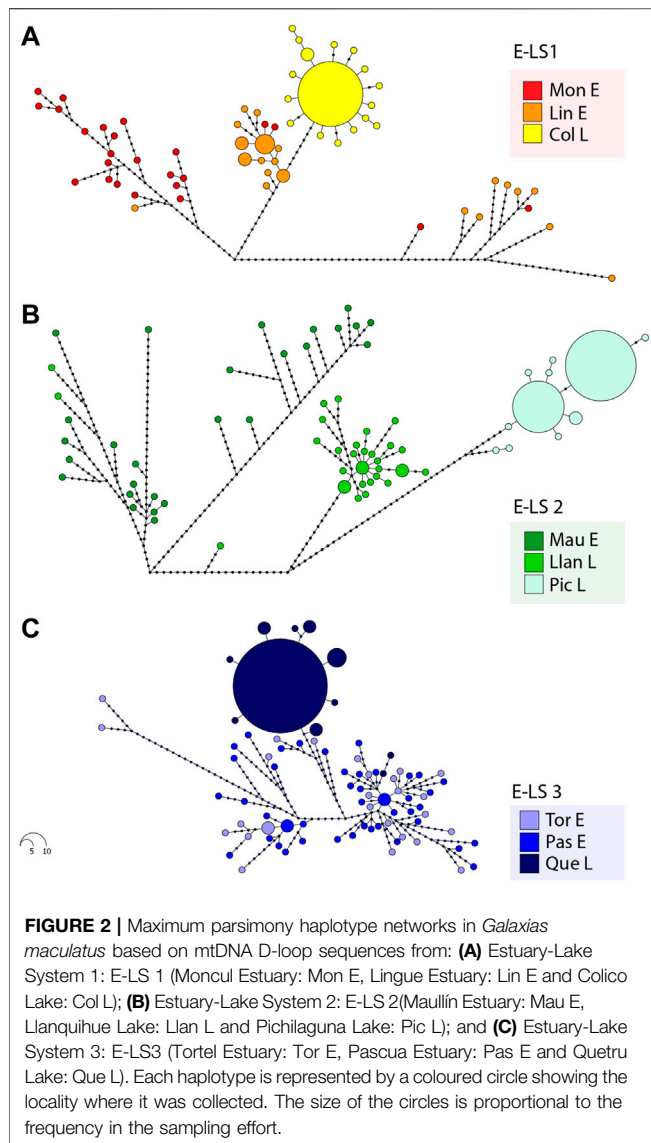 A
E-LS1
Mon E
Lin E
Col L
B
E-LS 2
Mau E
Llan L
Pic L
C
E-LS 3
Tor E
Pas E
Que L
5 10
FIGURE 2 | Maximum parsimony haplotype networks in Galaxias
maculatus based on mtDNA D-loop sequences from: (A) Estuary-Lake
System 1: E-LS 1 (Moncul Estuary: Mon E, Lingue Estuary: Lin E and Colico
Lake: Col L); (B) Estuary-Lake System 2: E-LS 2(Maullín Estuary: Mau E,
Llanquihue Lake: Llan L and Pichilaguna Lake: Pic L); and (C) Estuary-Lake
System 3: E-LS3 (Tortel Estuary: Tor E, Pascua Estuary: Pas E and Quetru
Lake: Que L). Each haplotype is represented by a coloured circle showing the
locality where it was collected. The size of the circles is proportional to the
frequency in the sampling effort.